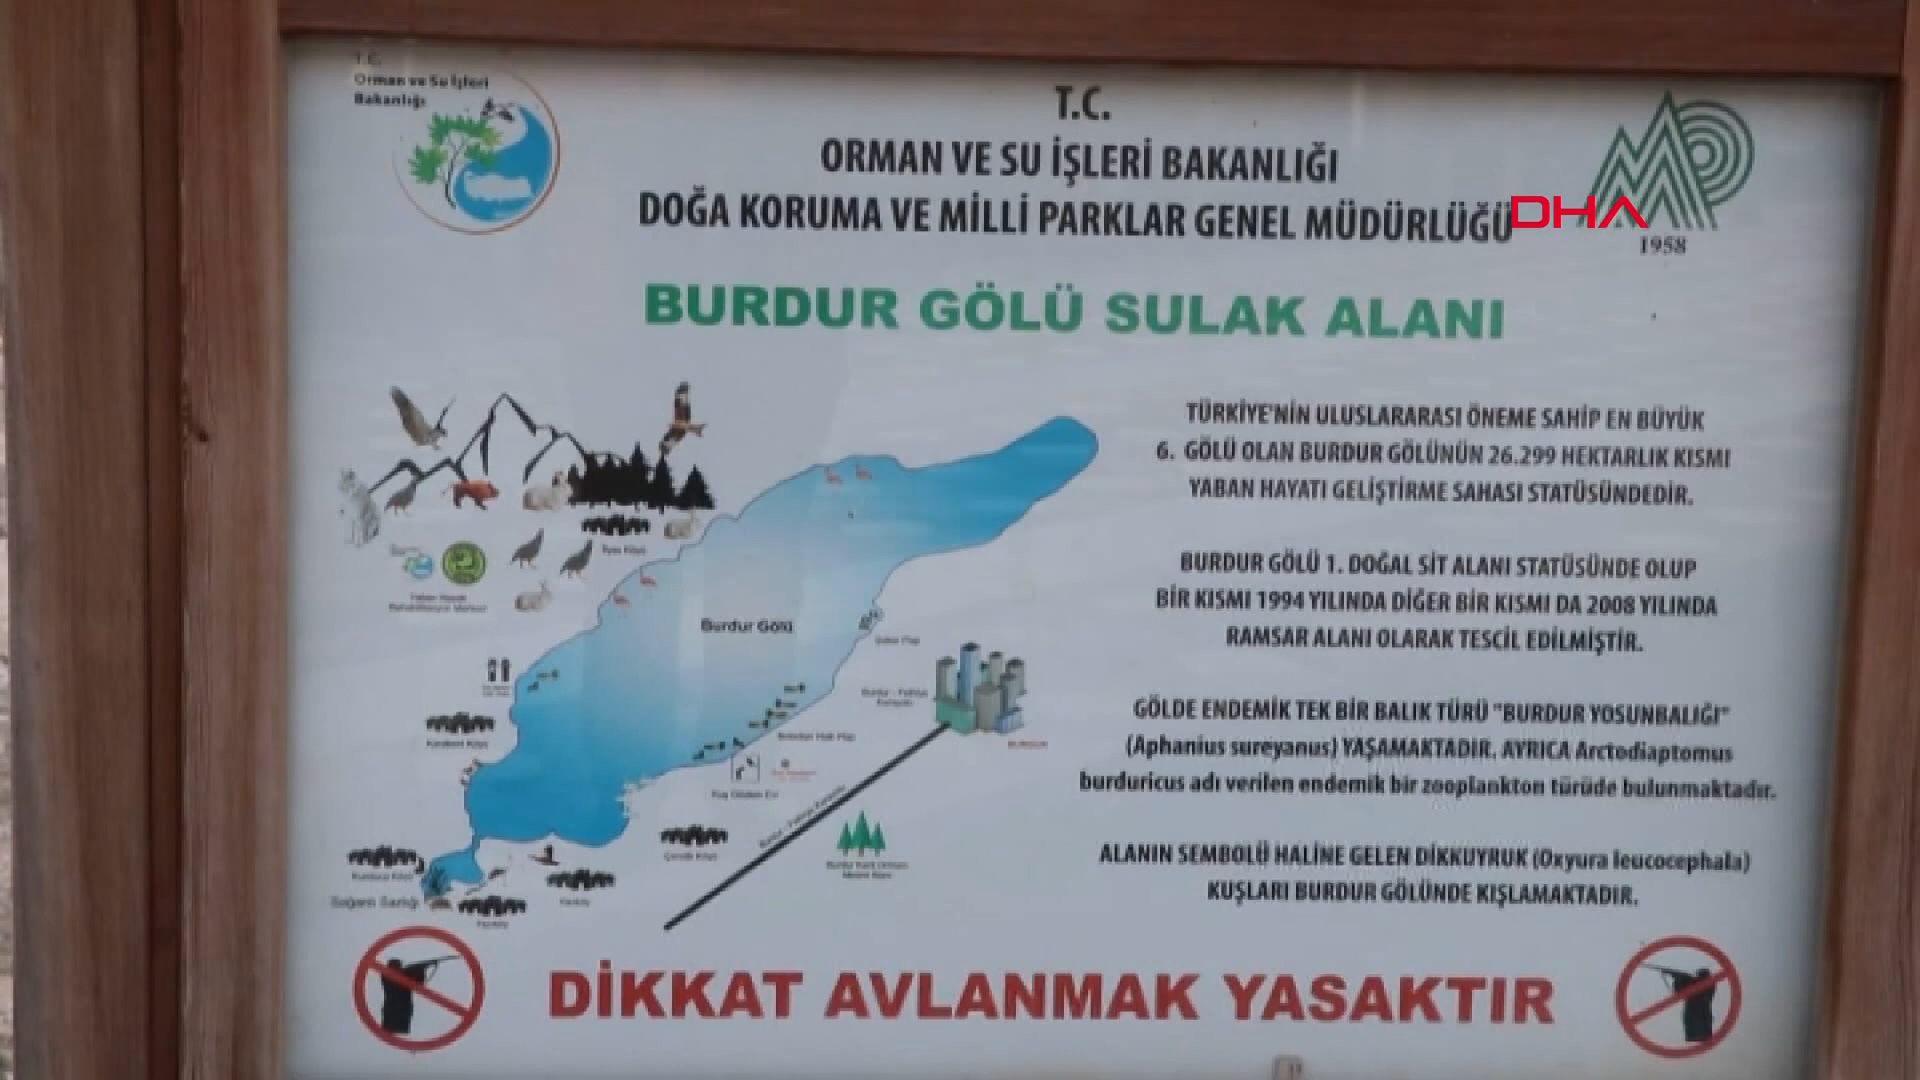 T.C.
Orman ve Su İşleri
Bakanlığı
T.C.
ORMAN VE SU İŞLERİ BAKANLIĞI
DOĞA KORUMA VE MİLLİ PARKLAR GENEL MÜDÜRLÜĞÜ
DHA
1958
BURDUR GÖLÜ SULAK ALANI
TÜRKİYE'NİN ULUSLARARASI ÖNEME SAHİP EN BÜYÜK
6. GÖLÜ OLAN BURDUR GÖLÜNÜN 26.299 HEKTARLIK KISMI
YABAN HAYATI GELİŞTİRME SAHASI STATÜSÜNDEDİR.
BURDUR GÖLÜ 1. DOĞAL SİT ALANI STATÜSÜNDE OLUP
BİR KISMI 1994 YILINDA DİĞER BİR KISMI DA 2008 YILINDA
RAMSAR ALANI OLARAK TESCİL EDİLMİŞTİR.
GÖLDE ENDEMİK TEK BİR BALIK TÜRÜ "BURDUR YOSUNBALIĞI"
(Aphanius sureyanus) YAŞAMAKTADIR. AYRICA Arctodiaptomus
burduricus adı verilen endemik bir zooplankton türüde bulunmaktadır.
ALANIN SEMBOLÜ HALİNE GELEN DİKKUYRUK (Oxyura leucocephala)
KUŞLARI BURDUR GÖLÜNDE KIŞLAMAKTADIR.
Burdur Gölü
Soğanlı Sazlığı
DİKKAT AVLANMAK YASAKTIR